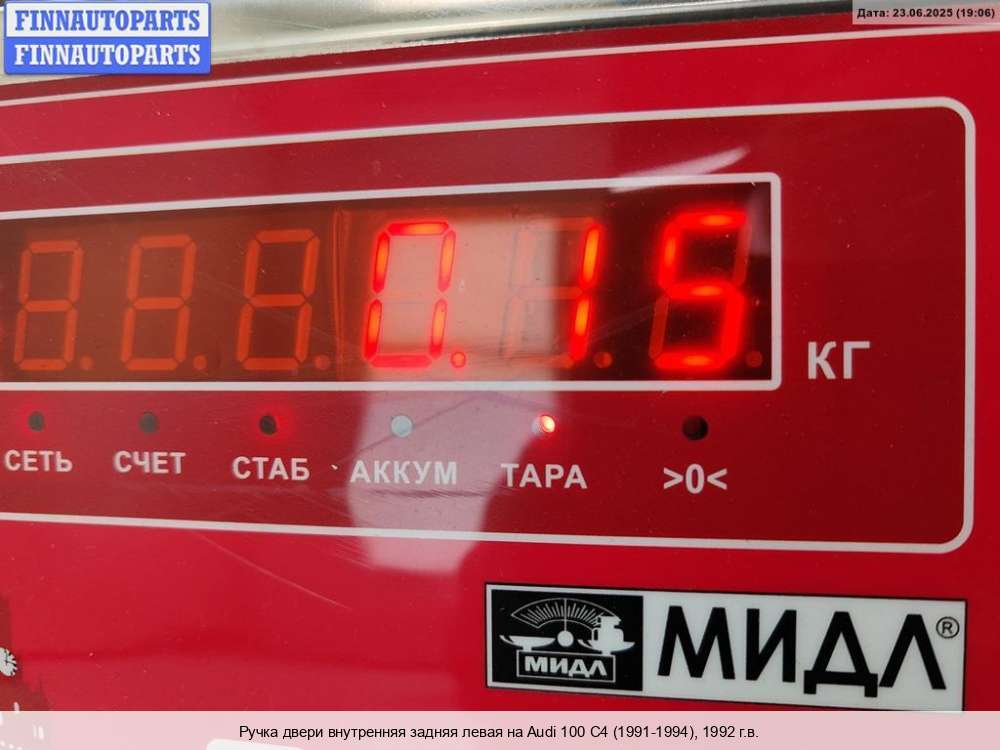 FINNAUTOPARTS
FINNAUTOPARTS
Дата: 23.06.2025 (19:06)
0.15
КГ
СЕТЬ СЧЕТ СТАБ АККУМ ТАРА >0<
МИДЛ МИДЛ®
Ручка двери внутренняя задняя левая на Audi 100 C4 (1991-1994), 1992 г.в.